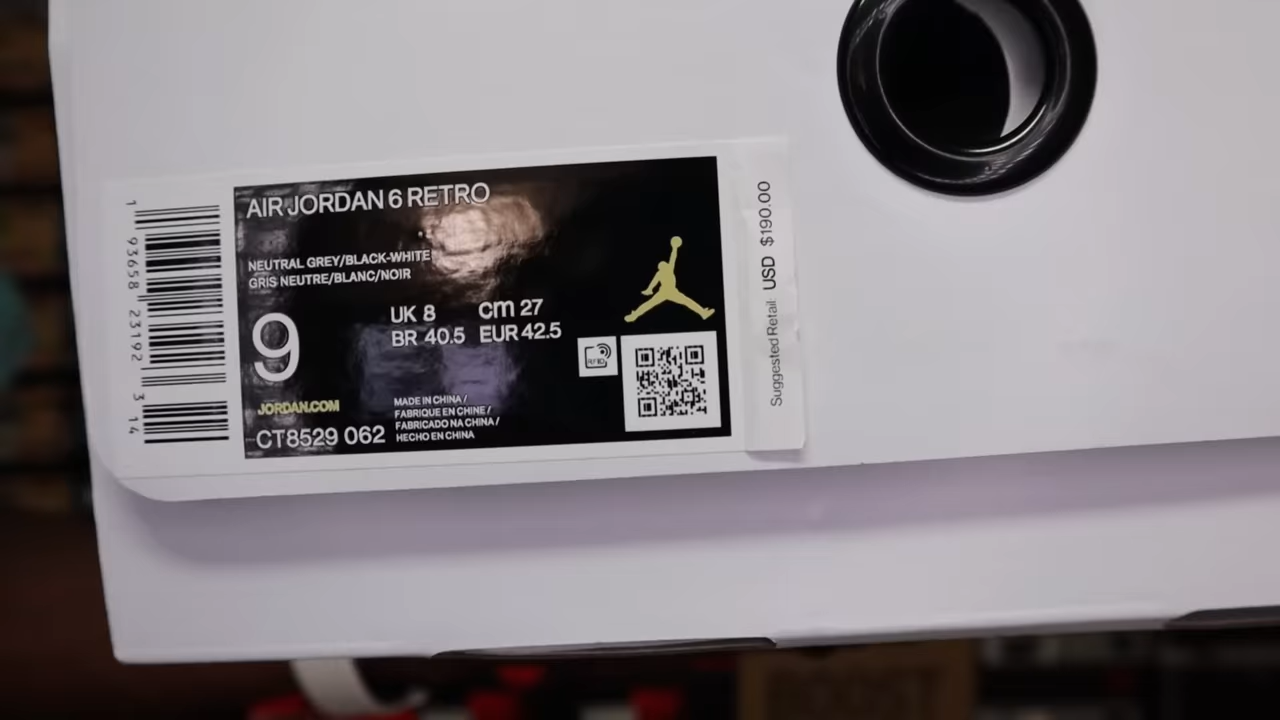 AIR JORDAN 6 RETRO
NEUTRAL GREY/BLACK-WHITE
GRIS NEUTRE/BLANC/NOIR
9
UK 8 cm 27
BR 40.5 EUR 42.5
RFID
JORDAN.COM
CT8529 062
MADE IN CHINA /
FABRIQUE EN CHINE /
FABRICADO NA CHINA /
HECHO EN CHINA
1 93658 23192 3 14
Suggested Retail USD $190.00